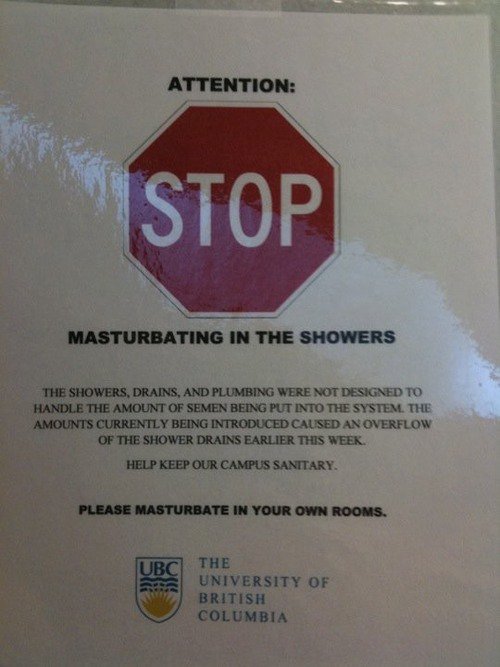 ATTENTION:
STOP
MASTURBATING IN THE SHOWERS
THE SHOWERS, DRAINS, AND PLUMBING WERE NOT DESIGNED TO
HANDLE THE AMOUNT OF SEMEN BEING PUT INTO THE SYSTEM. THE
AMOUNTS CURRENTLY BEING INTRODUCED CAUSED AN OVERFLOW
OF THE SHOWER DRAINS EARLIER THIS WEEK.
HELP KEEP OUR CAMPUS SANITARY.
PLEASE MASTURBATE IN YOUR OWN ROOMS.
UBC
THE
UNIVERSITY OF
BRITISH
COLUMBIA